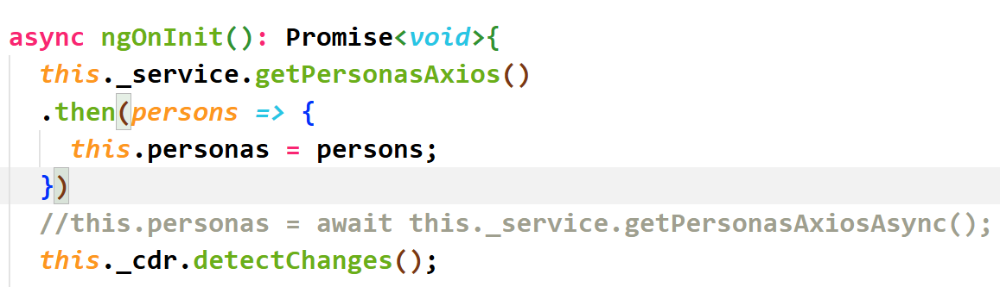 async ngOnInit(): Promise<void>{
this._service.getPersonasAxios()
.then(persons => {
this.personas = persons;
})
//this.personas = await this._service.getPersonasAxiosAsync();
this._cdr.detectChanges();